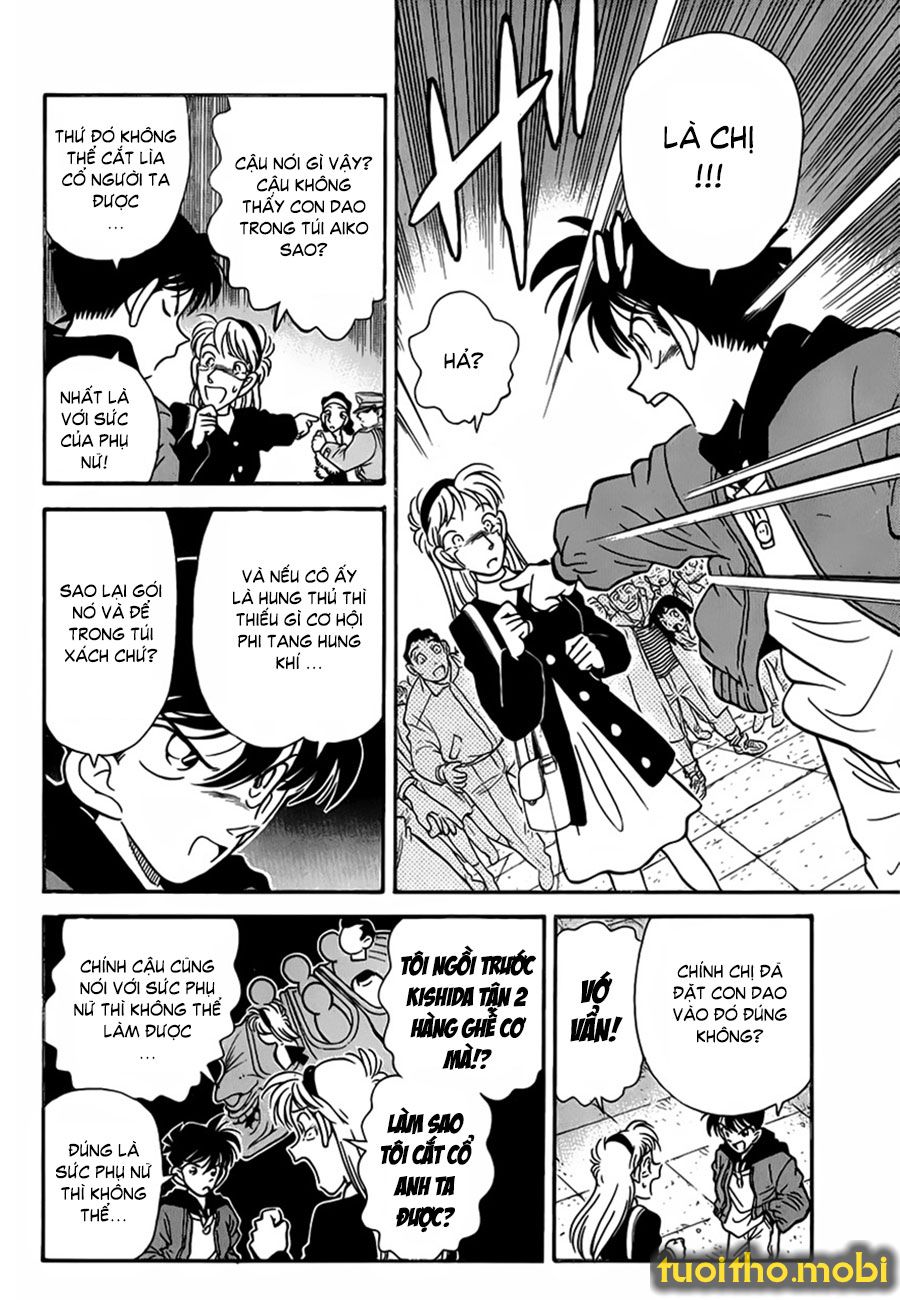 LÀ CHỊ
!!!
HẢ?
CẬU NÓI GÌ VẬY?
CẬU KHÔNG
THẤY CON DAO
TRONG TÚI AIKO
SAO?
THỨ ĐÓ KHÔNG
THỂ CẮT LÌA
CỔ NGƯỜI TA
ĐƯỢC
...
NHẤT LÀ
VỚI SỨC
CỦA PHỤ
NỮ!
VÀ NẾU CÔ ẤY
LÀ HUNG THỦ THÌ
THIẾU GÌ CƠ HỘI
PHI TANG HUNG
KHÍ ...
SAO LẠI GÓI
NÓ VÀ ĐỂ
TRONG TÚI
XÁCH CHỨ?
CHÍNH CHỊ ĐÃ
ĐẶT CON DAO
VÀO ĐÓ ĐÚNG
KHÔNG?
VỚ
VẨN!
TÔI NGỒI TRƯỚC
KISHIDA TẬN 2
HÀNG GHẾ CƠ
MÀ!?
LÀM SAO
TÔI CẮT CỔ
ANH TA
ĐƯỢC?
CHÍNH CẬU CŨNG
NÓI VỚI SỨC PHỤ
NỮ THÌ KHÔNG THỂ
LÀM ĐƯỢC
...
ĐÚNG LÀ
SỨC PHỤ NỮ
THÌ KHÔNG
THỂ...
tuoitho.mobi